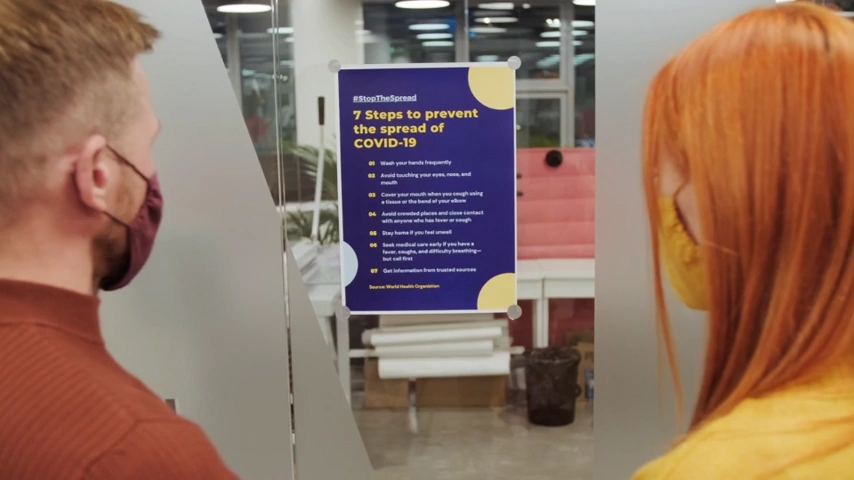 #StopTheSpread
7 Steps to prevent
the spread of
COVID-19
01 Wash your hands frequently
02 Avoid touching your eyes, nose, and
mouth
03 Cover your mouth when you cough using
a tissue or the bend of your elbow
04 Avoid crowded places and close contact
with anyone who has fever or cough
05 Stay home if you feel unwell
06 Seek medical care early if you have a
fever, coughs, and difficulty breathing—
but call first
07 Get information from trusted sources
Source: World Health Organistion